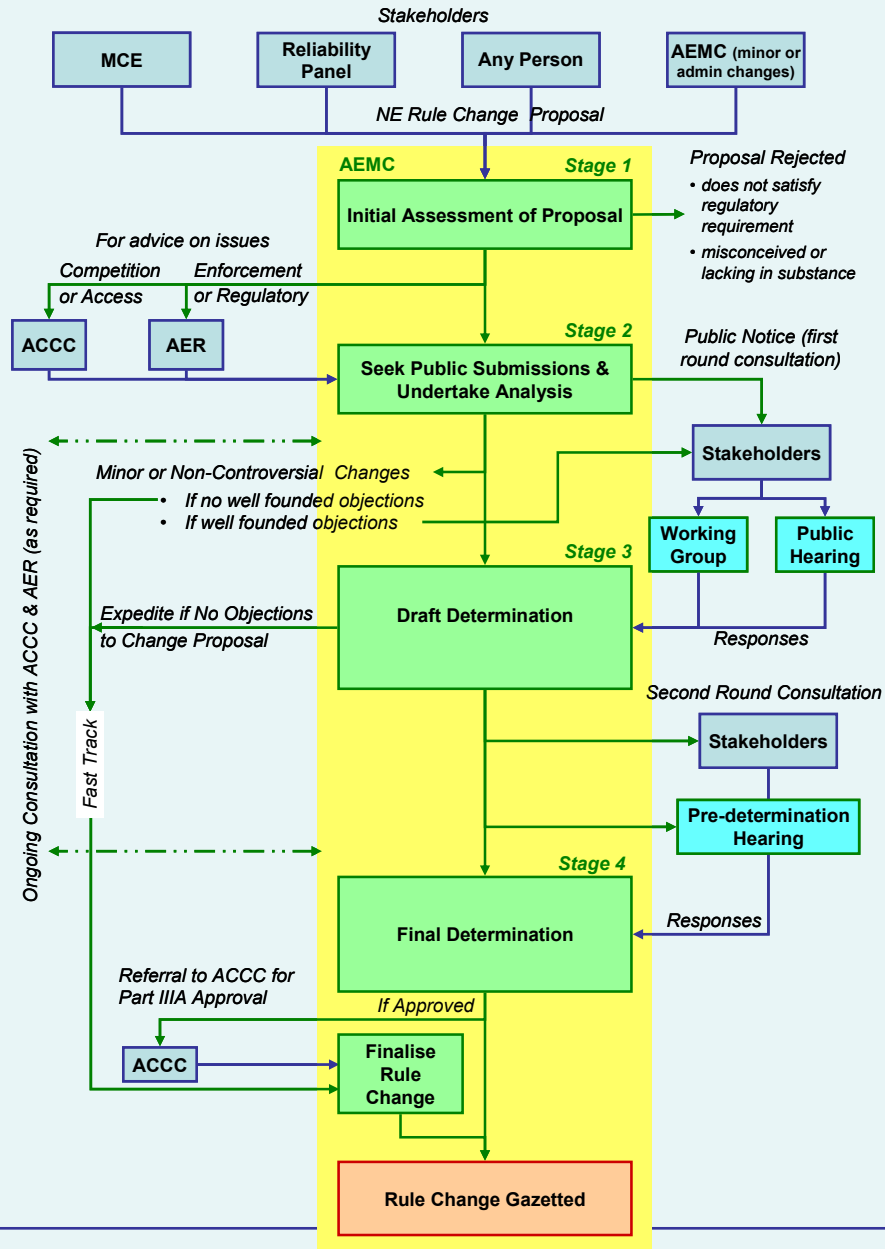 Stakeholders
MCE
Reliability
Panel
Any Person
AEMC (minor or
admin changes)
NE Rule Change Proposal
AEMC
Stage 1
Initial Assessment of Proposal
Proposal Rejected
• does not satisfy
regulatory
requirement
• misconceived or
lacking in substance
For advice on issues
Competition
or Access
Enforcement
or Regulatory
ACCC
AER
Stage 2
Seek Public Submissions &
Undertake Analysis
Public Notice (first
round consultation)
Stakeholders
Working
Group
Public
Hearing
Responses
Minor or Non-Controversial Changes
• If no well founded objections
• If well founded objections
Ongoing Consultation with ACCC & AER (as required)
Stage 3
Draft Determination
Expedite if No Objections
to Change Proposal
Fast Track
Second Round Consultation
Stakeholders
Pre-determination
Hearing
Responses
Stage 4
Final Determination
Referral to ACCC for
Part IIIA Approval
If Approved
ACCC
Finalise
Rule
Change
Rule Change Gazetted